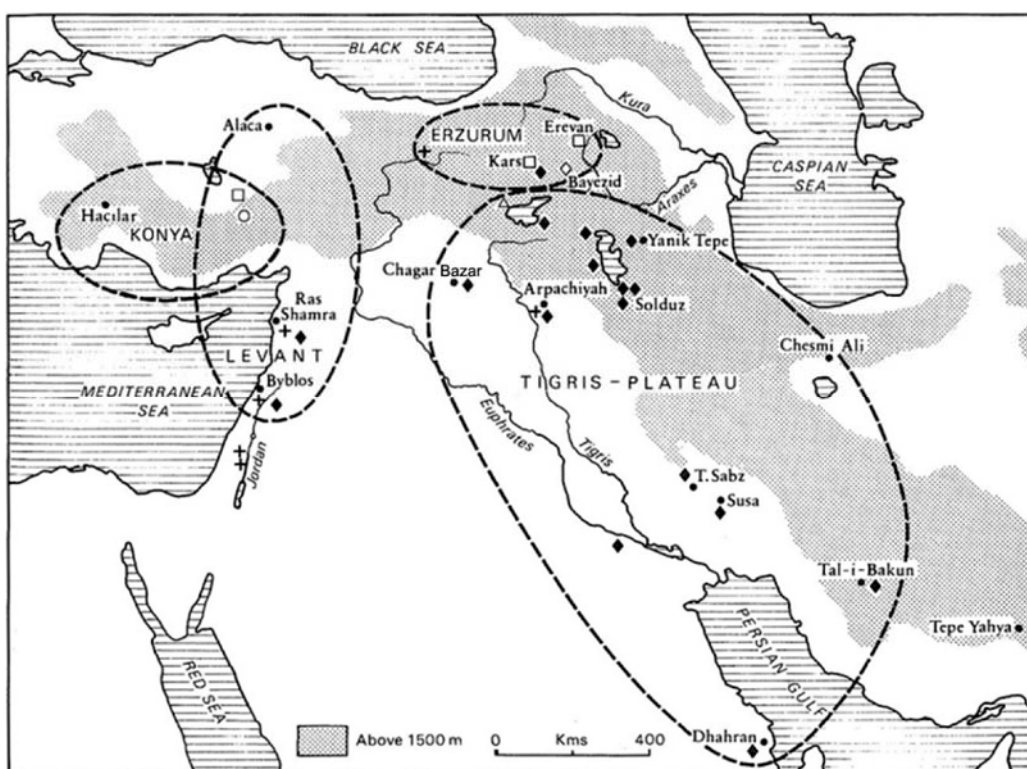 BLACK SEA
Alaca
ERZURUM
Kura
Erevan
Kars
Bayezid
CASPIAN
SEA
Hacılar
KONYA
Araxes
Yanik Tepe
Chagar Bazar
Arpachiyah
Solduz
Ras
Shamra
LEVANT
Chesmi Ali
Byblos
MEDITERRANEAN
SEA
TIGRIS–PLATEAU
Euphrates
Tigris
Jordan
T. Sabz
Susa
Tal-i-Bakun
Tepe Yahya
RED SEA
PERSIAN GULF
Dhahran
Above 1500 m
0 Kms 400